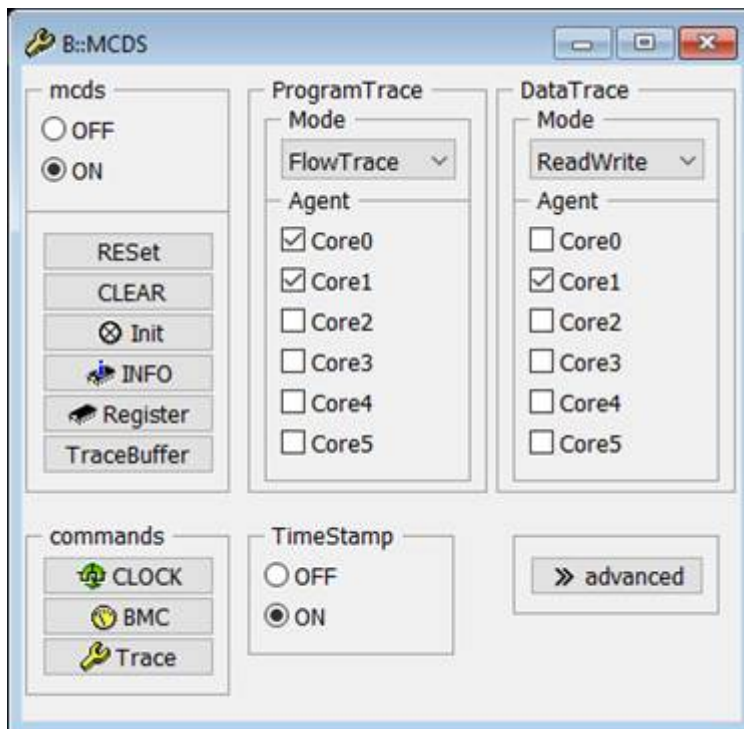 B::MCDS
mcds
OFF
ON
RESet
CLEAR
Init
INFO
Register
TraceBuffer
ProgramTrace
Mode
FlowTrace
Agent
Core0
Core1
Core2
Core3
Core4
Core5
DataTrace
Mode
ReadWrite
Agent
Core0
Core1
Core2
Core3
Core4
Core5
commands
CLOCK
BMC
Trace
TimeStamp
OFF
ON
advanced